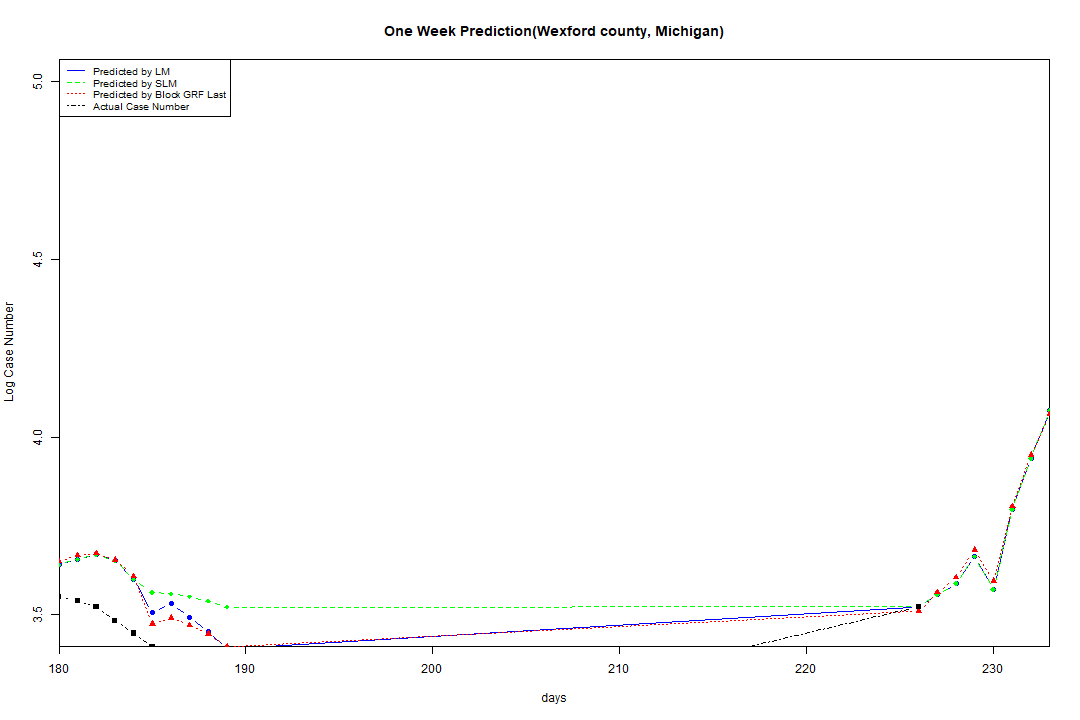 One Week Prediction(Wexford county, Michigan)
Predicted by LM
Predicted by SLM
Predicted by Block GRF Last
Actual Case Number
5.0
4.5
4.0
3.5
Log Case Number
180 190 200 210 220 230
days